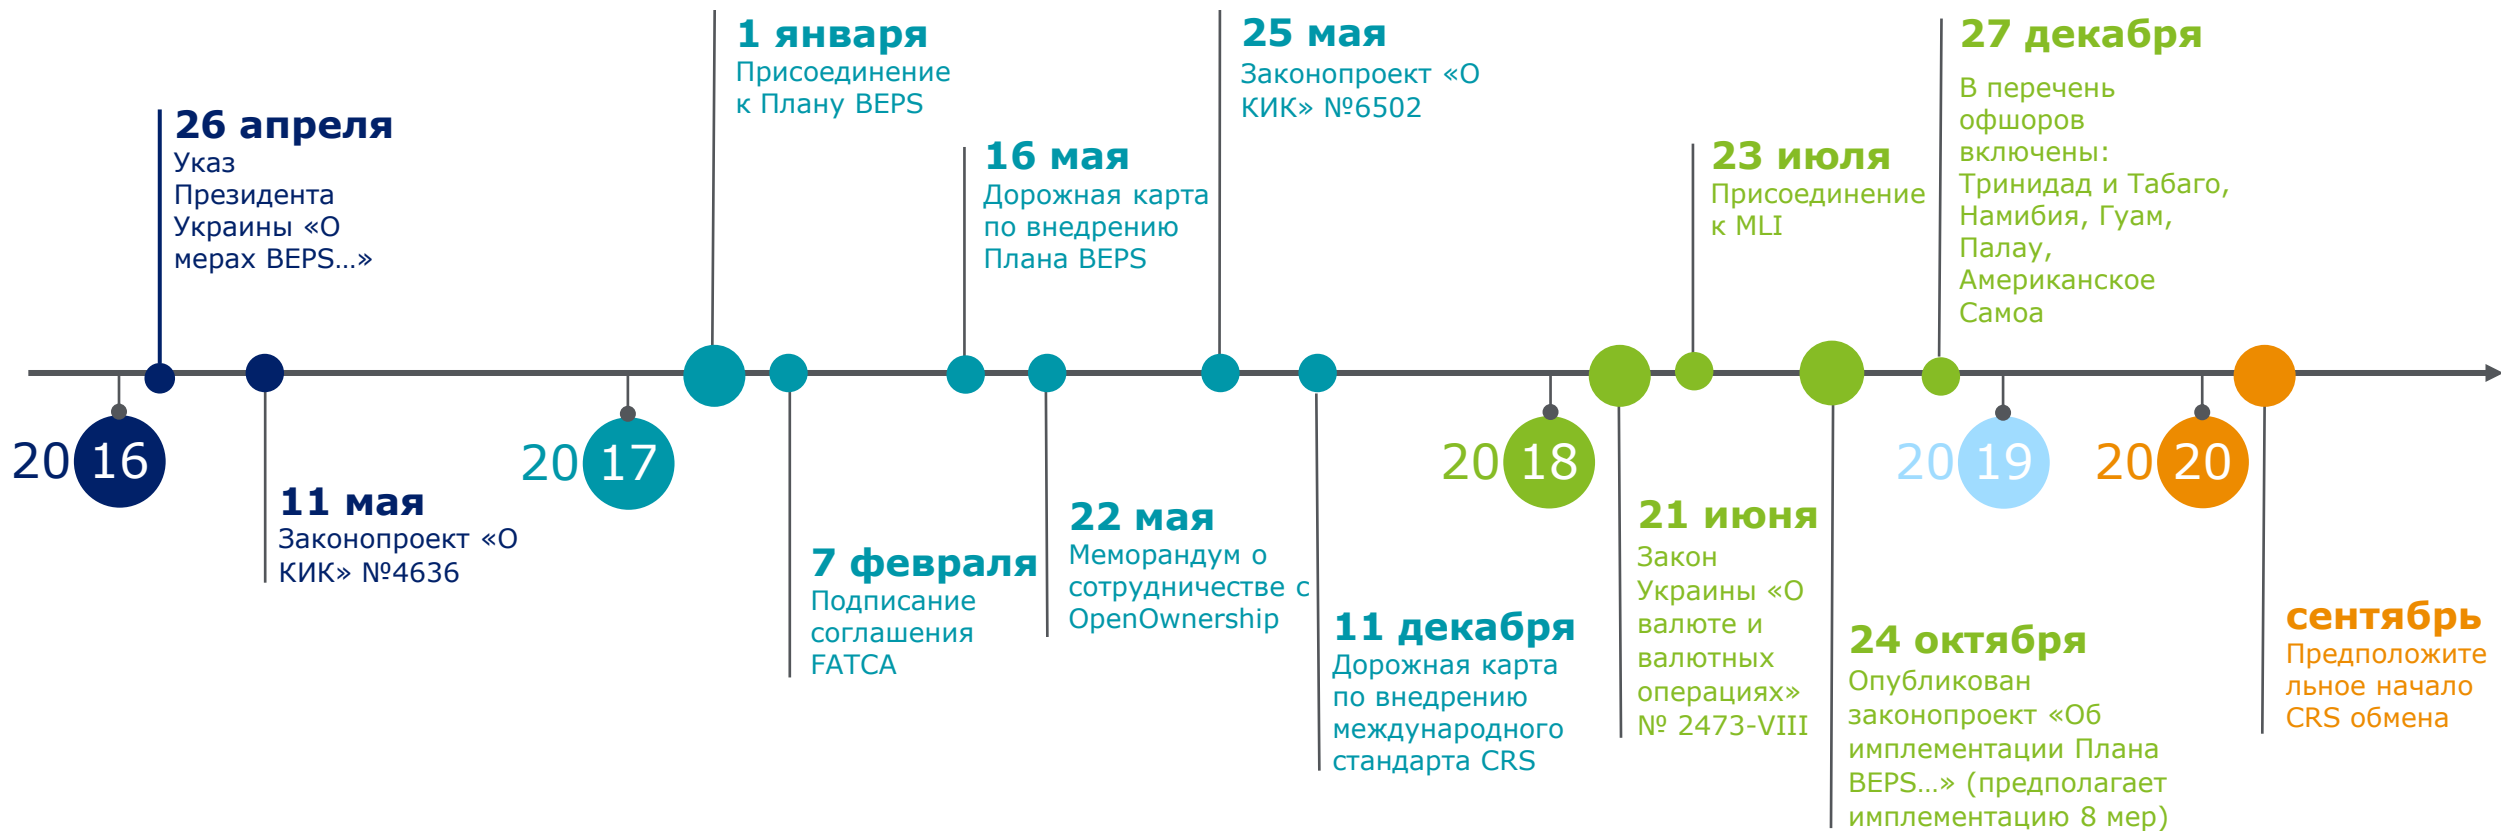 26 апреля
Указ
Президента
Украины «О
мерах BEPS…»
1 января
Присоединение
к Плану BEPS
16 мая
Дорожная карта
по внедрению
Плана BEPS
25 мая
Законопроект «О
КИК» №6502
23 июля
Присоединение
к MLI
27 декабря
В перечень
офшоров
включены:
Тринидад и Табаго,
Намибия, Гуам,
Палау,
Американское
Самоа
2016
2017
2018
2019
2020
11 мая
Законопроект «О
КИК» №4636
7 февраля
Подписание
соглашения
FATCA
22 мая
Меморандум о
сотрудничестве с
OpenOwnership
11 декабря
Дорожная карта
по внедрению
международного
стандарта CRS
21 июня
Закон
Украины «О
валюте и
валютных
операциях»
№ 2473-VIII
24 октября
Опубликован
законопроект «Об
имплементации Плана
BEPS…» (предполагает
имплементацию 8 мер)
сентябрь
Предположите
льное начало
CRS обмена